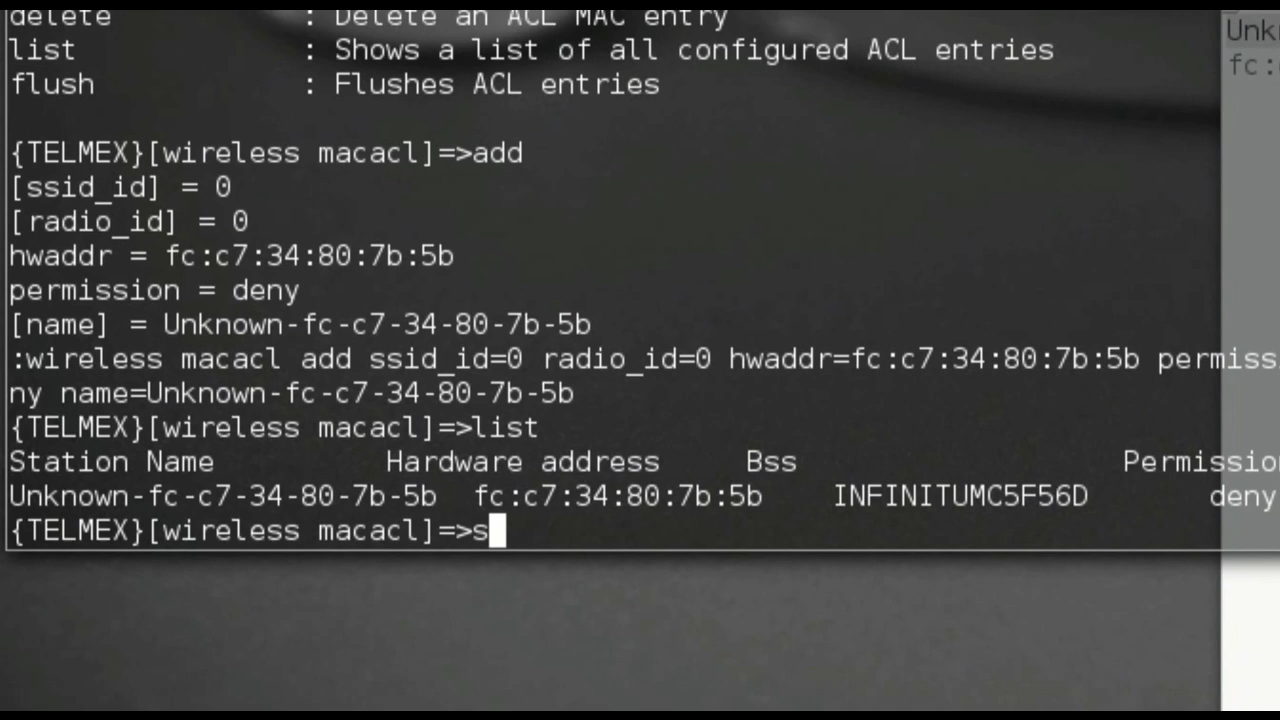 delete : Delete an ACL MAC entry
list : Shows a list of all configured ACL entries
flush : Flushes ACL entries
{TELMEX}[wireless macacl]=>add
[ssid_id] = 0
[radio_id] = 0
hwaddr = fc:c7:34:80:7b:5b
permission = deny
[name] = Unknown-fc-c7-34-80-7b-5b
:wireless macacl add ssid_id=0 radio_id=0 hwaddr=fc:c7:34:80:7b:5b permiss
ny name=Unknown-fc-c7-34-80-7b-5b
{TELMEX}[wireless macacl]=>list
Station Name Hardware address Bss Permissio
Unknown-fc-c7-34-80-7b-5b fc:c7:34:80:7b:5b INFINITUMC5F56D deny
{TELMEX}[wireless macacl]=>s
Unk
fc: